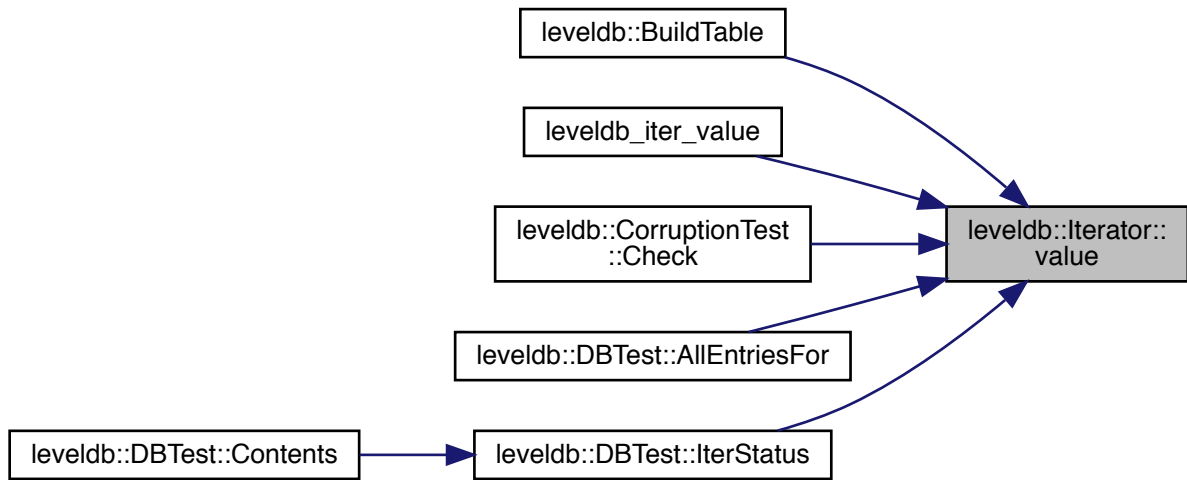 leveldb::BuildTable
leveldb_iter_value
leveldb::CorruptionTest
::Check
leveldb::Iterator::
value
leveldb::DBTest::AllEntriesFor
leveldb::DBTest::Contents
leveldb::DBTest::IterStatus